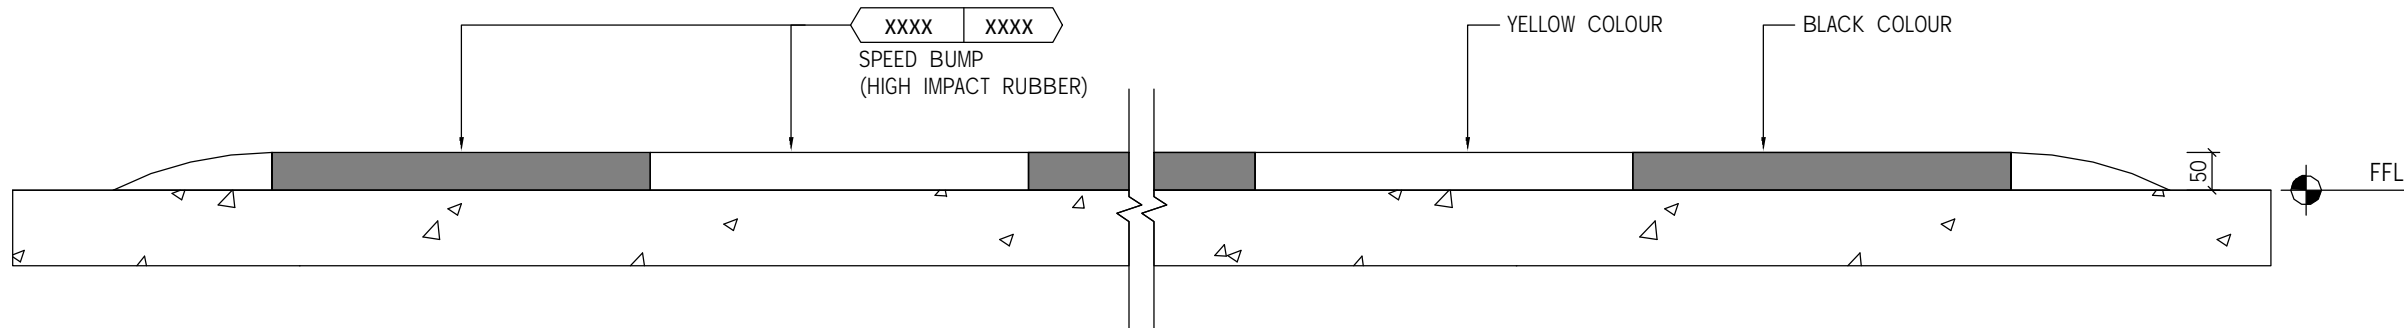 XXXX XXXX
SPEED BUMP
(HIGH IMPACT RUBBER)
YELLOW COLOUR
BLACK COLOUR
50
FFL